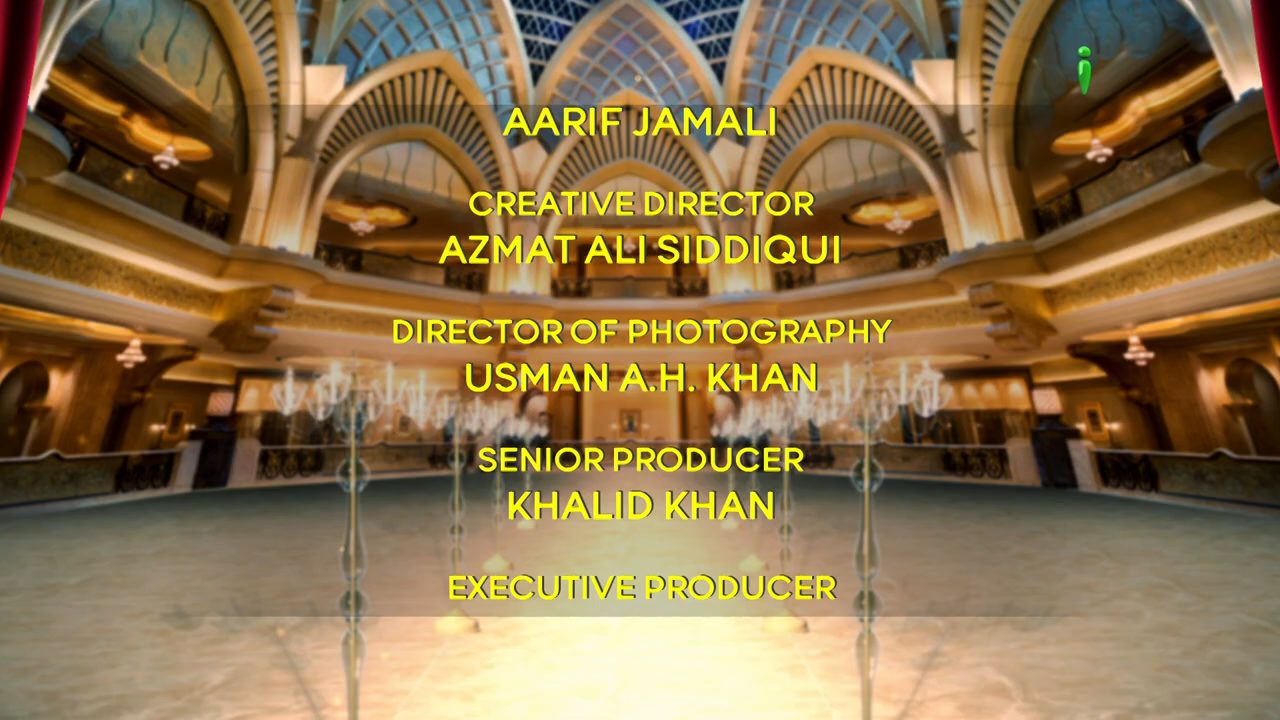 AARIF JAMALI
CREATIVE DIRECTOR
AZMAT ALI SIDDIQUI
DIRECTOR OF PHOTOGRAPHY
USMAN A.H. KHAN
SENIOR PRODUCER
KHALID KHAN
EXECUTIVE PRODUCER